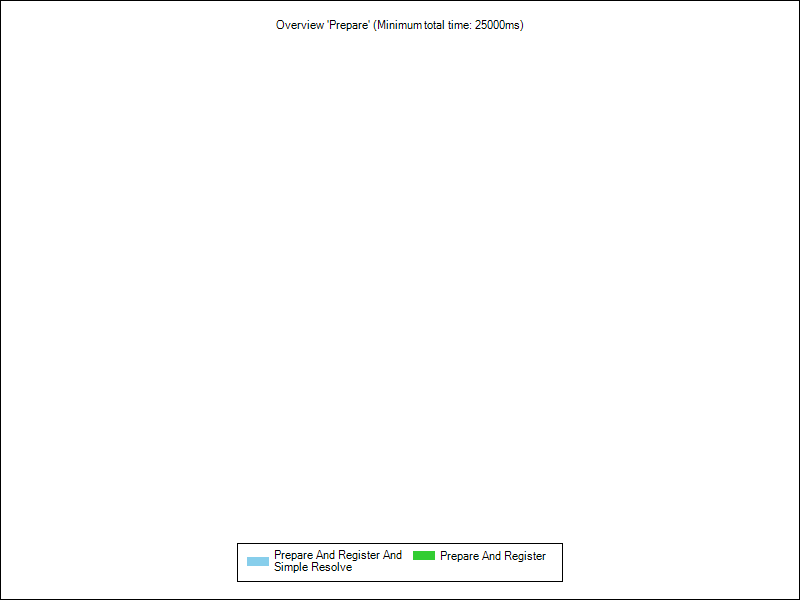 Overview 'Prepare' (Minimum total time: 25000ms)
Prepare And Register And
Simple Resolve
Prepare And Register